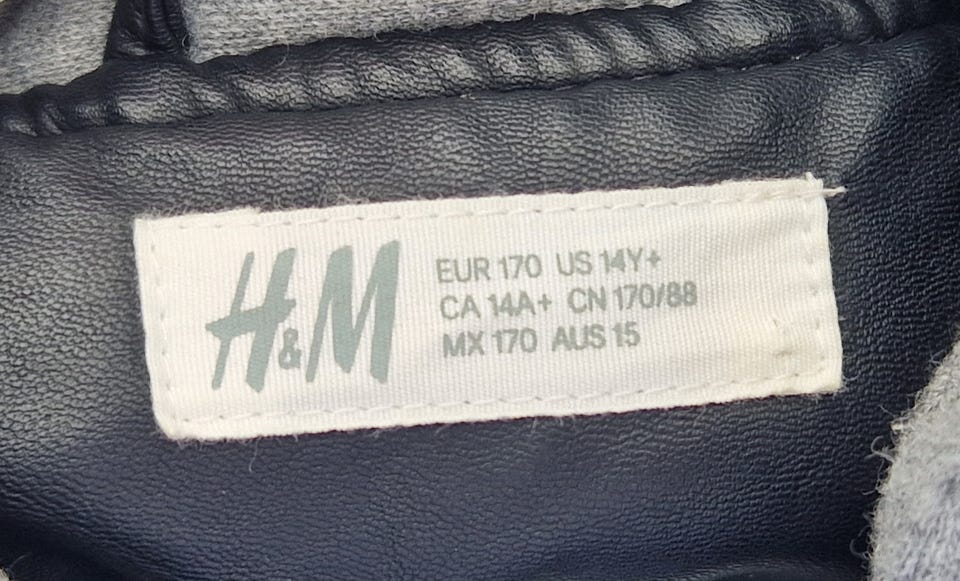 H&M
EUR 170 US 14Y+
CA 14A+ CN 170/88
MX 170 AUS 15